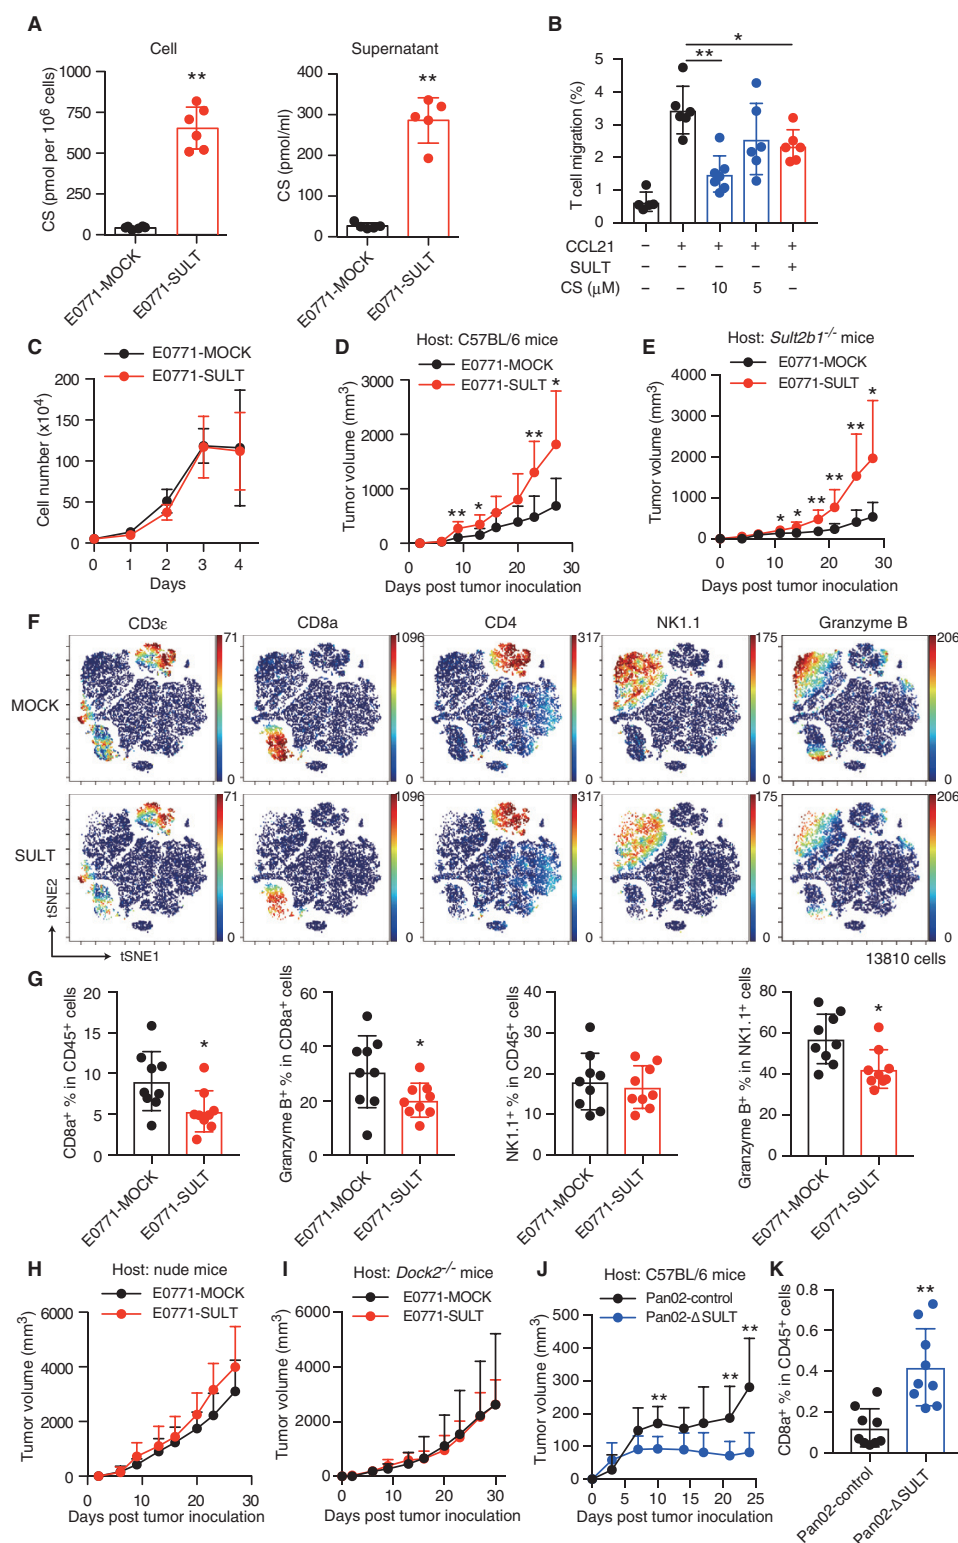 A
Cell
CS (pmol per 10⁶ cells)
1000
750
500
250
0
**
E0771-MOCK
E0771-SULT
Supernatant
CS (pmol/ml)
400
300
200
100
0
**
E0771-MOCK
E0771-SULT
B
*
**
T cell migration (%)
5
4
3
2
1
0
CCL21 – + + + +
SULT – – – – +
CS (μM) – – 10 5 –
C
E0771-MOCK
E0771-SULT
Cell number (x10⁴)
200
150
100
50
0
0 1 2 3 4
Days
D
Host: C57BL/6 mice
E0771-MOCK
E0771-SULT
Tumor volume (mm³)
3000
2000
1000
0
** * ** *
0 10 20 30
Days post tumor inoculation
E
Host: Sult2b1⁻/⁻ mice
E0771-MOCK
E0771-SULT
Tumor volume (mm³)
4000
3000
2000
1000
0
* * ** ** ** *
0 10 20 30
Days post tumor inoculation
F
CD3ε CD8a CD4 NK1.1 Granzyme B
MOCK
71 1096 317 175 206
0 0 0 0 0
SULT
71 1096 317 175 206
0 0 0 0 0
tSNE2
tSNE1
13810 cells
G
CD8a⁺ % in CD45⁺ cells
20
15
10
5
0
*
E0771-MOCK
E0771-SULT
Granzyme B⁺ % in CD8a⁺ cells
60
40
20
0
*
E0771-MOCK
E0771-SULT
NK1.1⁺ % in CD45⁺ cells
40
30
20
10
0
E0771-MOCK
E0771-SULT
Granzyme B⁺ % in NK1.1⁺ cells
80
60
40
20
0
*
E0771-MOCK
E0771-SULT
H
Host: nude mice
E0771-MOCK
E0771-SULT
Tumor volume (mm³)
6000
4000
2000
0
0 10 20 30
Days post tumor inoculation
I
Host: Dock2⁻/⁻ mice
E0771-MOCK
E0771-SULT
Tumor volume (mm³)
6000
4000
2000
0
0 10 20 30
Days post tumor inoculation
J
Host: C57BL/6 mice
Pan02-control
Pan02-ΔSULT
Tumor volume (mm³)
500
400
300
200
100
0
** ** **
0 5 10 15 20 25
Days post tumor inoculation
K
CD8a⁺ % in CD45⁺ cells
0.8
0.6
0.4
0.2
0
**
Pan02-control
Pan02-ΔSULT